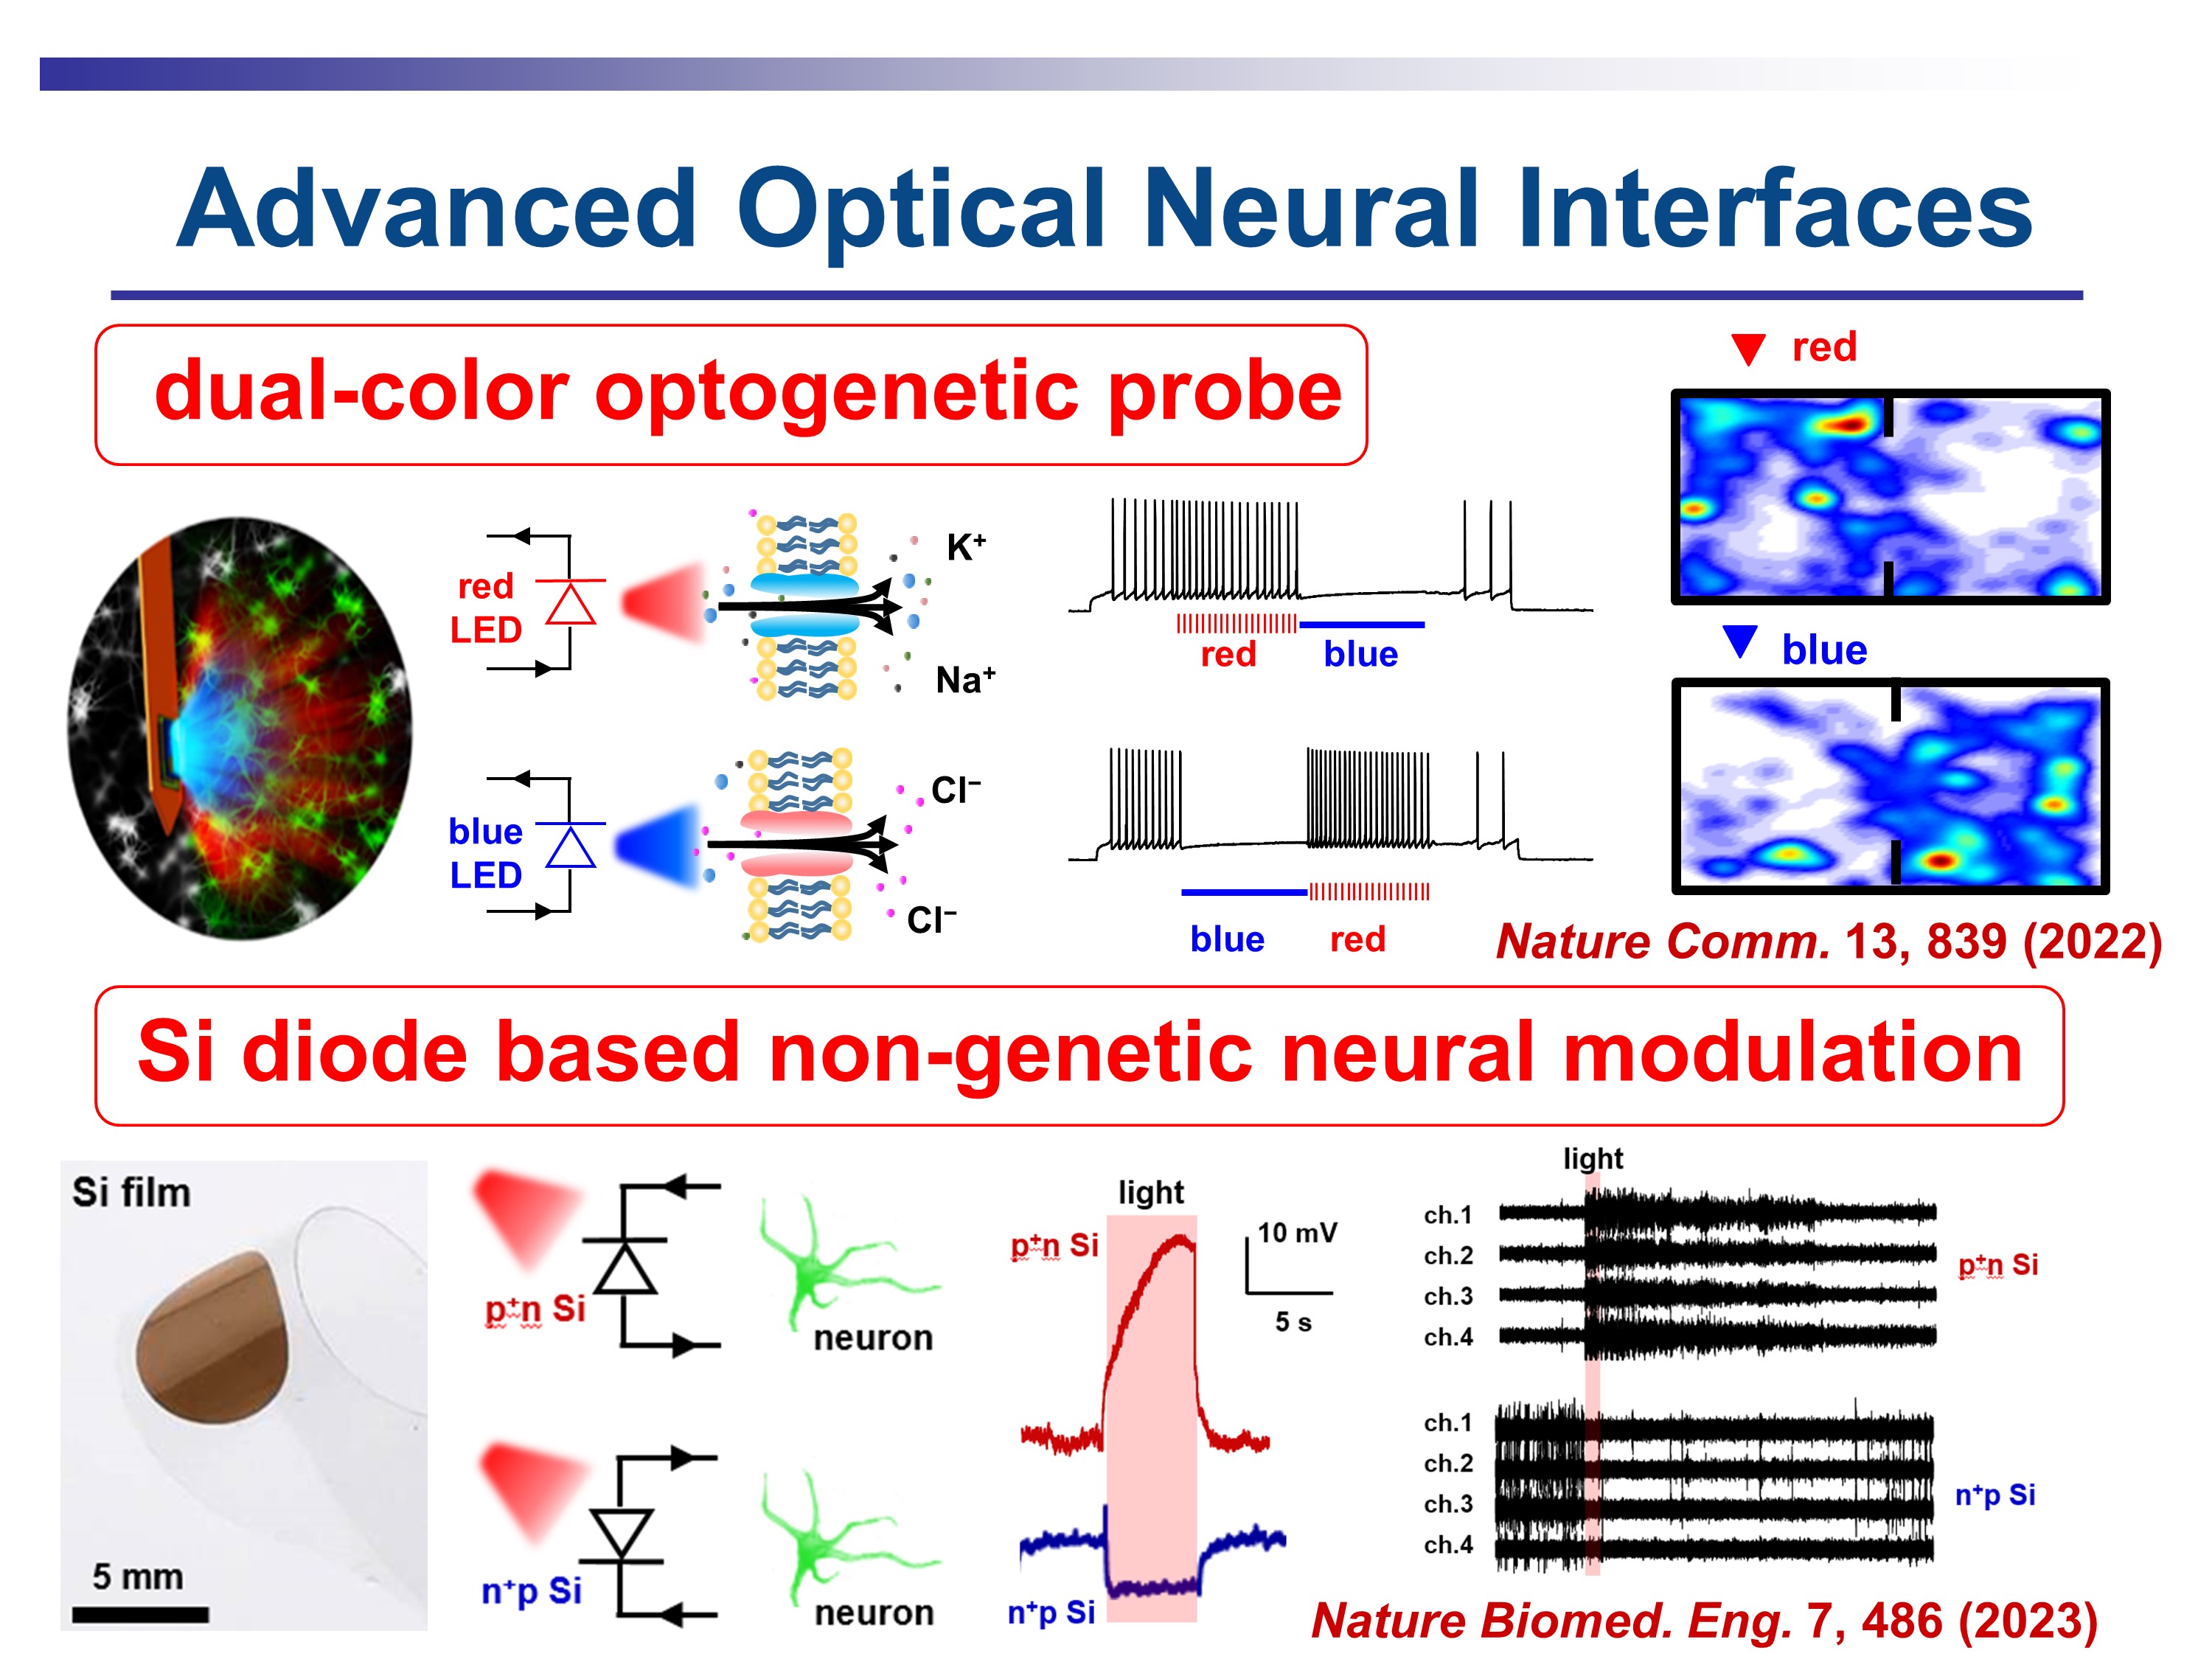 Advanced Optical Neural Interfaces
dual-color optogenetic probe
red
LED
K⁺
Na⁺
red
blue
blue
LED
Cl⁻
Cl⁻
blue
red
red
blue
Nature Comm. 13, 839 (2022)
Si diode based non-genetic neural modulation
Si film
5 mm
p⁺n Si
neuron
n⁺p Si
neuron
light
p⁺n Si
10 mV
5 s
n⁺p Si
light
ch.1
ch.2
ch.3
ch.4
p⁺n Si
ch.1
ch.2
ch.3
ch.4
n⁺p Si
Nature Biomed. Eng. 7, 486 (2023)